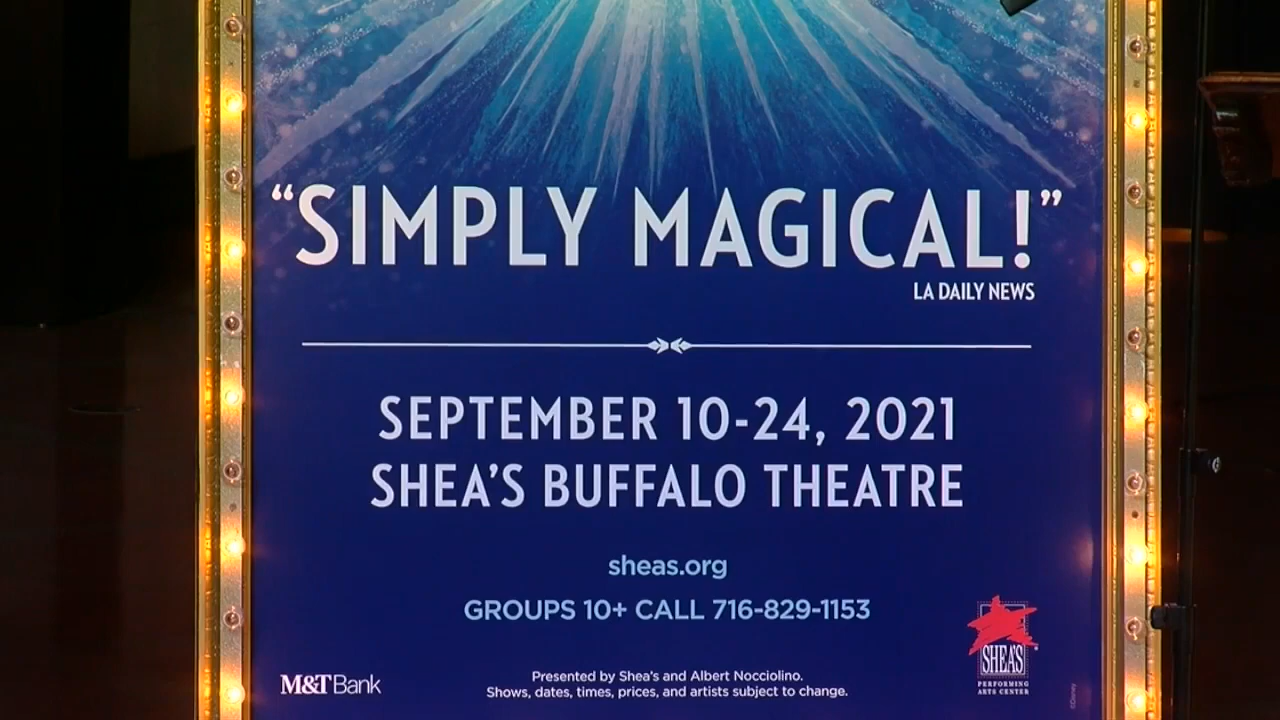 “SIMPLY MAGICAL!”
LA DAILY NEWS
SEPTEMBER 10-24, 2021
SHEA’S BUFFALO THEATRE
sheas.org
GROUPS 10+ CALL 716-829-1153
SHEA'S
PERFORMING
ARTS CENTER
M&T Bank
Presented by Shea’s and Albert Nocciolino.
Shows, dates, times, prices, and artists subject to change.
©Disney